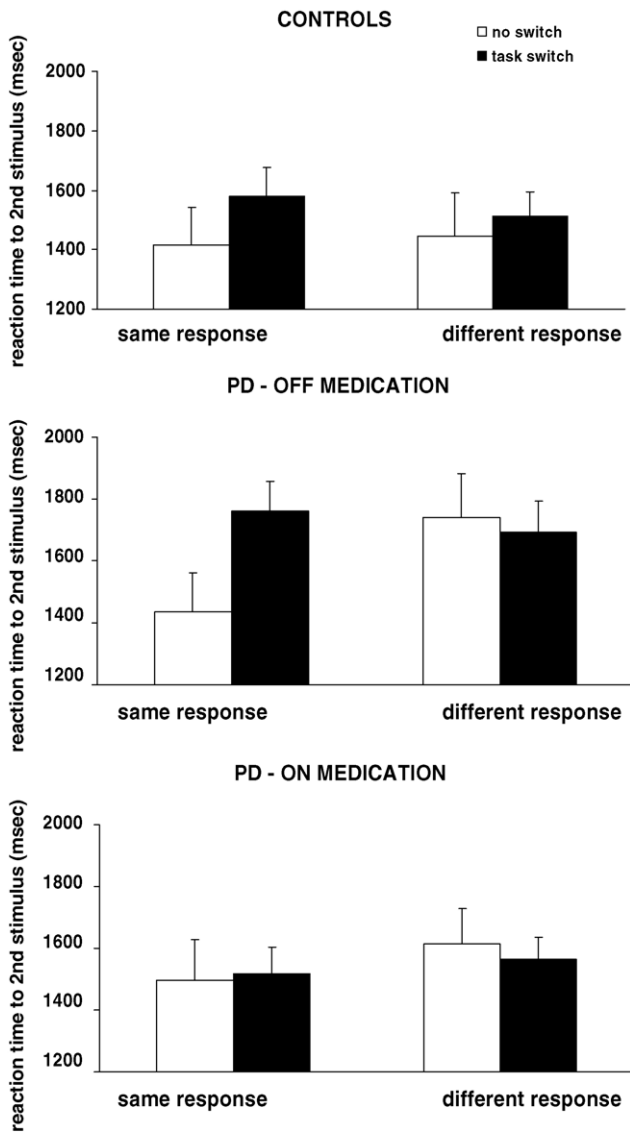 CONTROLS
no switch
task switch
reaction time to 2nd stimulus (msec)
2000
1800
1600
1400
1200
same response
different response
PD - OFF MEDICATION
reaction time to 2nd stimulus (msec)
2000
1800
1600
1400
1200
same response
different response
PD - ON MEDICATION
reaction time to 2nd stimulus (msec)
2000
1800
1600
1400
1200
same response
different response